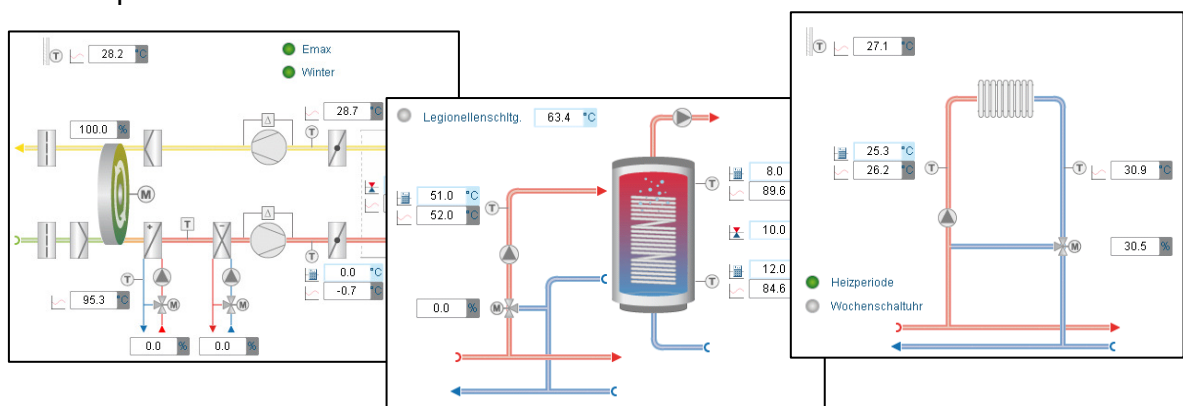 T 28.2 °C
Emax
Winter
28.7 °C
100.0 %
Δ
T
M
T
Δ
T
+
−
T
0.0 °C
-0.7 °C
95.3 °C
M
M
0.0 %
0.0 %
Legionellenschltg. 63.4 °C
51.0 °C
52.0 °C
T
T
8.0
89.6
10.0
12.0
84.6
T
0.0 %
M
T 27.1 °C
25.3 °C
26.2 °C
T
T
30.9 °C
30.5 %
M
Heizperiode
Wochenschaltuhr